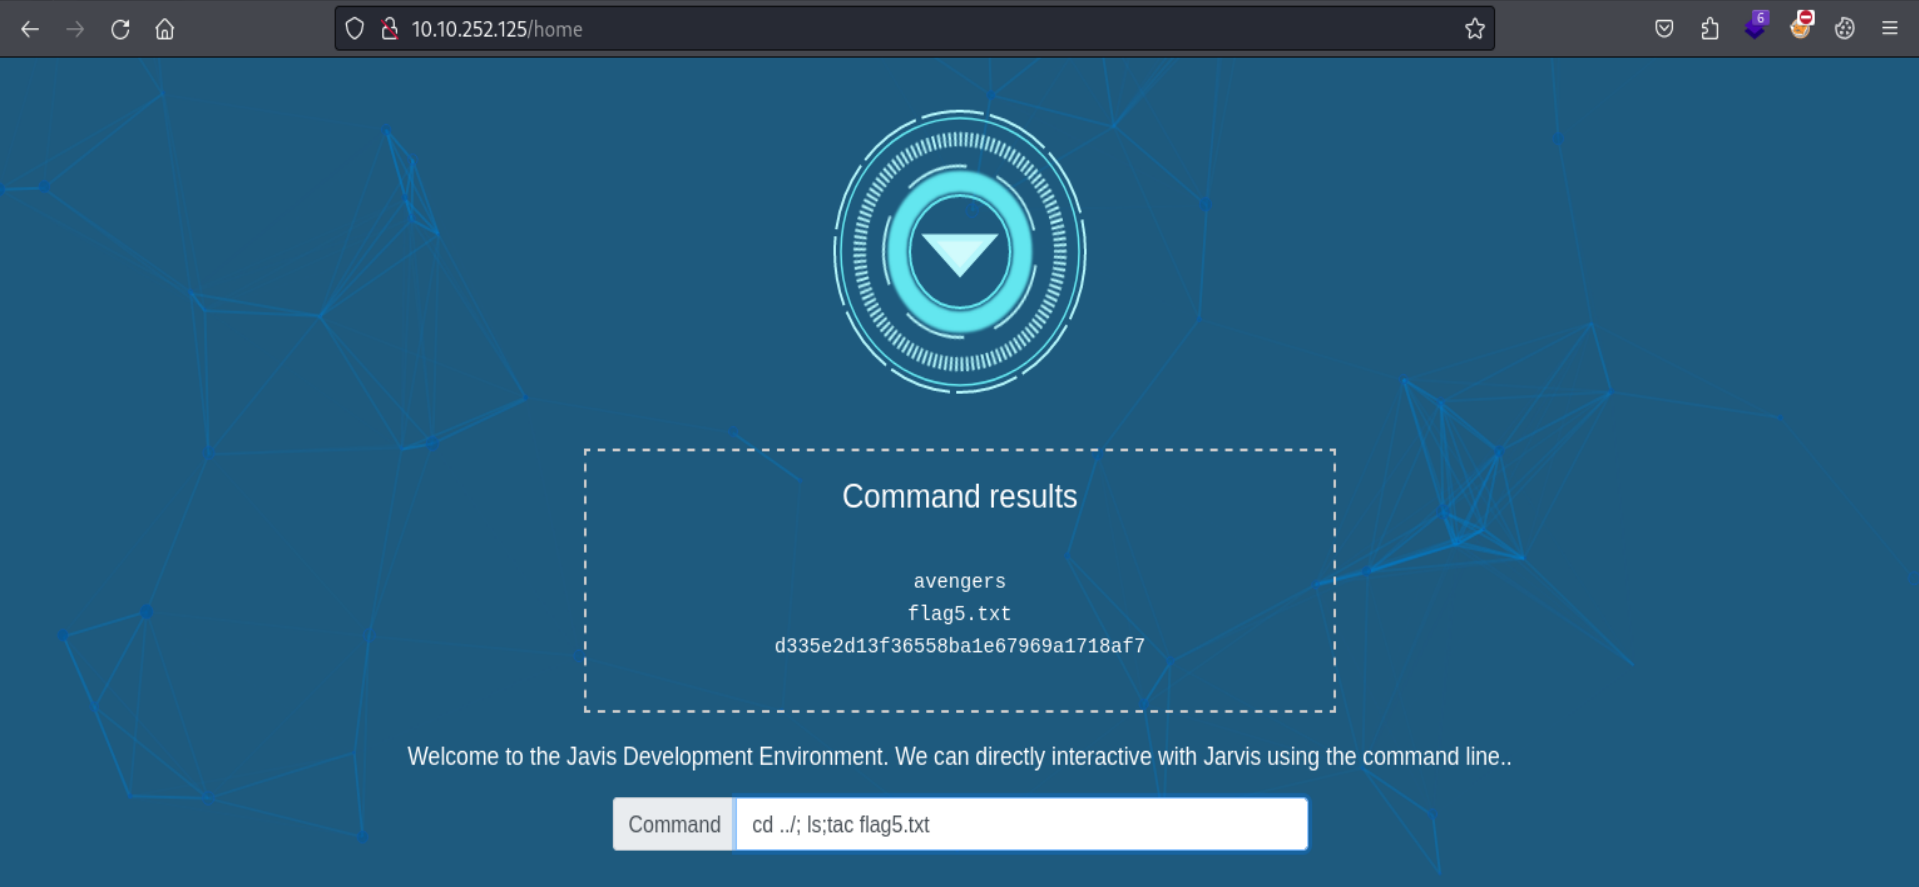 10.10.252.125/home
6
Command results
avengers
flag5.txt
d335e2d13f36558ba1e67969a1718af7
Welcome to the Javis Development Environment. We can directly interactive with Jarvis using the command line..
Command cd ../; ls;tac flag5.txt